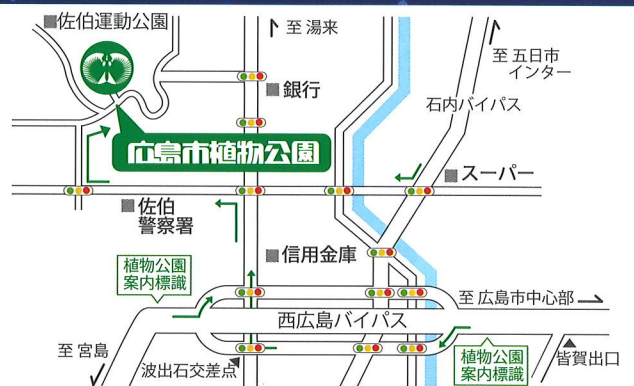 佐伯運動公園
至 湯来
至 五日市
インター
銀行
石内バイパス
広島市植物公園
スーパー
佐伯
警察署
信用金庫
植物公園
案内標識
至 広島市中心部
西広島バイパス
至 宮島
波出石交差点
植物公園
案内標識
皆賀出口